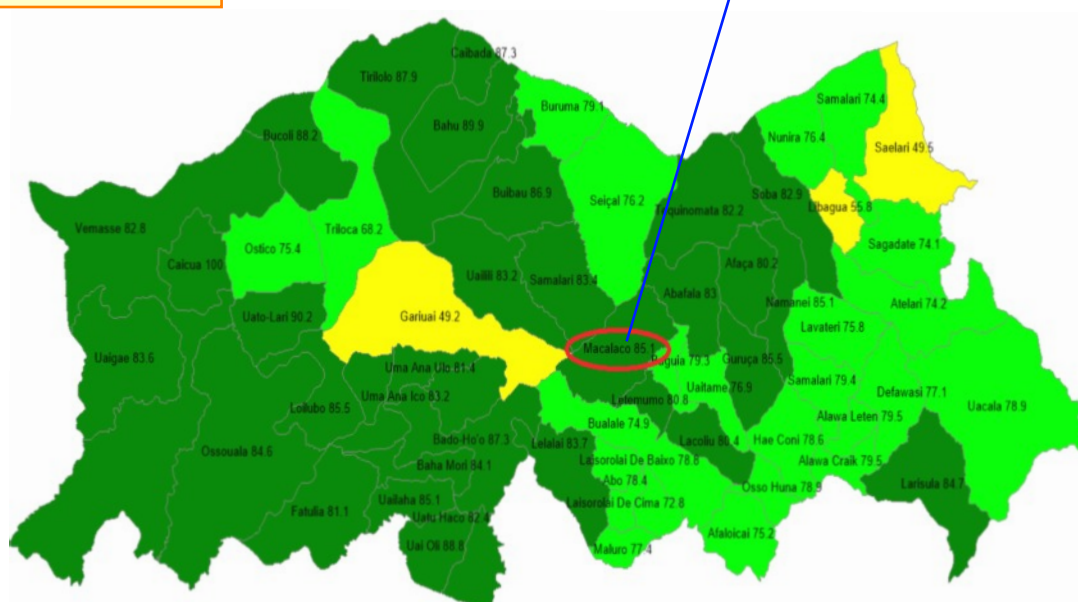 Caibada 87.3
Tirilolo 87.9
Samalari 74.4
Buruma 79.1
Bahu 89.9
Bucoli 88.2
Nunira 76.4
Saelari 49.5
Buibau 86.9
Soba 82.9
Seiçal 76.2
Libagua 55.8
Tequinomata 82.2
Vemasse 82.8
Triloca 68.2
Ostico 75.4
Sagadate 74.1
Caicua 100
Afaça 80.2
Uailili 83.2
Samalari 83.4
Abafala 83
Namanei 85.1
Atelari 74.2
Uato-Lari 90.2
Gariuai 49.2
Lavateri 75.8
Macalaco 85.1
Uaigae 83.6
Guruça 85.5
Uma Ana Ulo 81.4
Samalari 79.4
Uaitame 76.9
Defawasi 77.1
Uma Ana Ico 83.2
Letemumo 80.8
Uacala 78.9
Loilubo 85.5
Alawa Leten 79.5
Bualale 74.9
Bado-Ho'o 87.3
Lelalai 83.7
Lacoliu 80.4
Hae Coni 78.6
Ossouala 84.6
Laisorolai De Baixo 78.8
Alawa Craik 79.5
Baha Mori 84.1
Abo 78.4
Larisula 84.7
Osso Huna 78.9
Uailaha 85.1
Laisorolai De Cima 72.8
Fatulia 81.1
Uatu Haco 82.4
Afaloicai 75.2
Uai Oli 88.8
Maluro 77.4